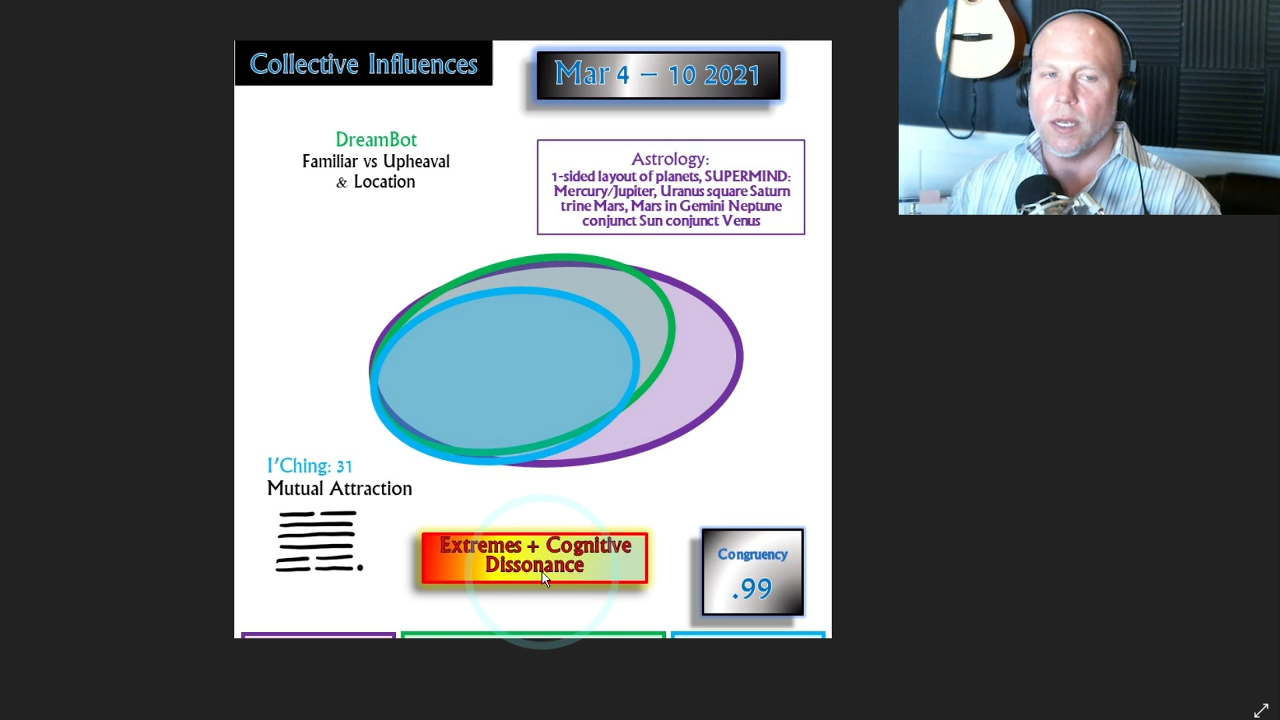 Collective Influences
Mar 4 – 10 2021
DreamBot
Familiar vs Upheaval
& Location
Astrology:
1-sided layout of planets, SUPERMIND:
Mercury/Jupiter, Uranus square Saturn
trine Mars, Mars in Gemini Neptune
conjunct Sun conjunct Venus
I'Ching: 31
Mutual Attraction
Extremes + Cognitive
Dissonance
Congruency
.99